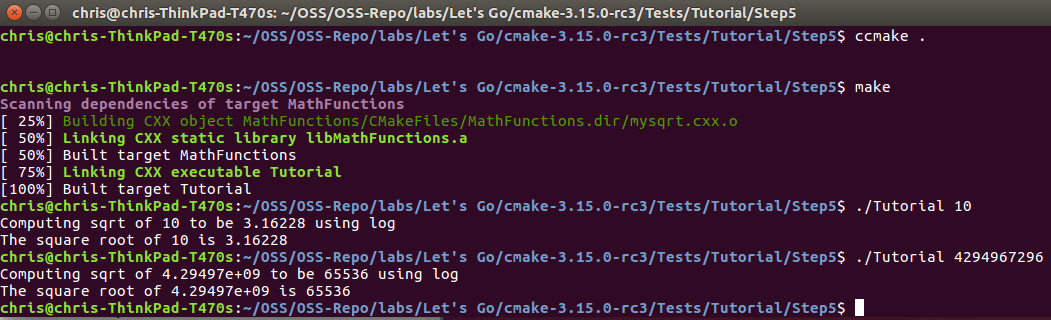 chris@chris-ThinkPad-T470s: ~/OSS/OSS-Repo/labs/Let's Go/cmake-3.15.0-rc3/Tests/Tutorial/Step5
chris@chris-ThinkPad-T470s:~/OSS/OSS-Repo/labs/Let's Go/cmake-3.15.0-rc3/Tests/Tutorial/Step5$ ccmake .
chris@chris-ThinkPad-T470s:~/OSS/OSS-Repo/labs/Let's Go/cmake-3.15.0-rc3/Tests/Tutorial/Step5$ make
Scanning dependencies of target MathFunctions
[ 25%] Building CXX object MathFunctions/CMakeFiles/MathFunctions.dir/mysqrt.cxx.o
[ 50%] Linking CXX static library libMathFunctions.a
[ 50%] Built target MathFunctions
[ 75%] Linking CXX executable Tutorial
[100%] Built target Tutorial
chris@chris-ThinkPad-T470s:~/OSS/OSS-Repo/labs/Let's Go/cmake-3.15.0-rc3/Tests/Tutorial/Step5$ ./Tutorial 10
Computing sqrt of 10 to be 3.16228 using log
The square root of 10 is 3.16228
chris@chris-ThinkPad-T470s:~/OSS/OSS-Repo/labs/Let's Go/cmake-3.15.0-rc3/Tests/Tutorial/Step5$ ./Tutorial 4294967296
Computing sqrt of 4.29497e+09 to be 65536 using log
The square root of 4.29497e+09 is 65536
chris@chris-ThinkPad-T470s:~/OSS/OSS-Repo/labs/Let's Go/cmake-3.15.0-rc3/Tests/Tutorial/Step5$